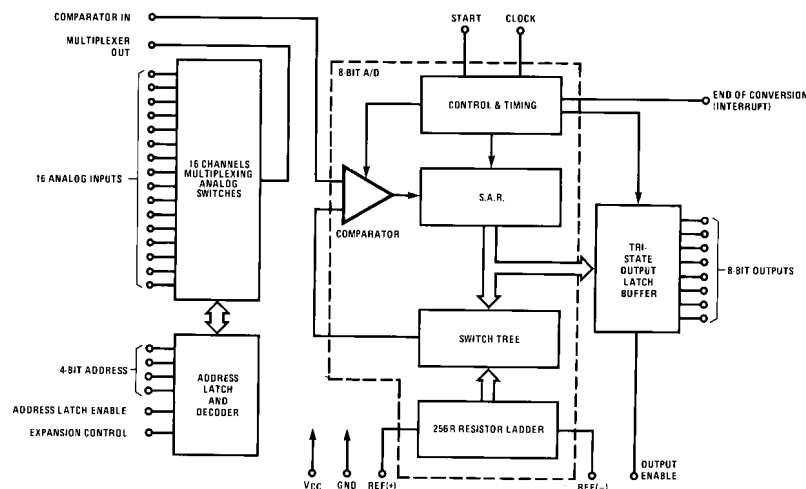 COMPARATOR IN
MULTIPLEXER
OUT
START
CLOCK
8-BIT A/D
CONTROL & TIMING
END OF CONVERSION
(INTERRUPT)
16 ANALOG INPUTS
16 CHANNELS
MULTIPLEXING
ANALOG
SWITCHES
S.A.R.
COMPARATOR
TRI-
STATE
OUTPUT
LATCH
BUFFER
8-BIT OUTPUTS
SWITCH TREE
4-BIT ADDRESS
ADDRESS
LATCH
AND
DECODER
ADDRESS LATCH ENABLE
EXPANSION CONTROL
256R RESISTOR LADDER
VCC
GND
REF(+)
REF(−)
OUTPUT
ENABLE